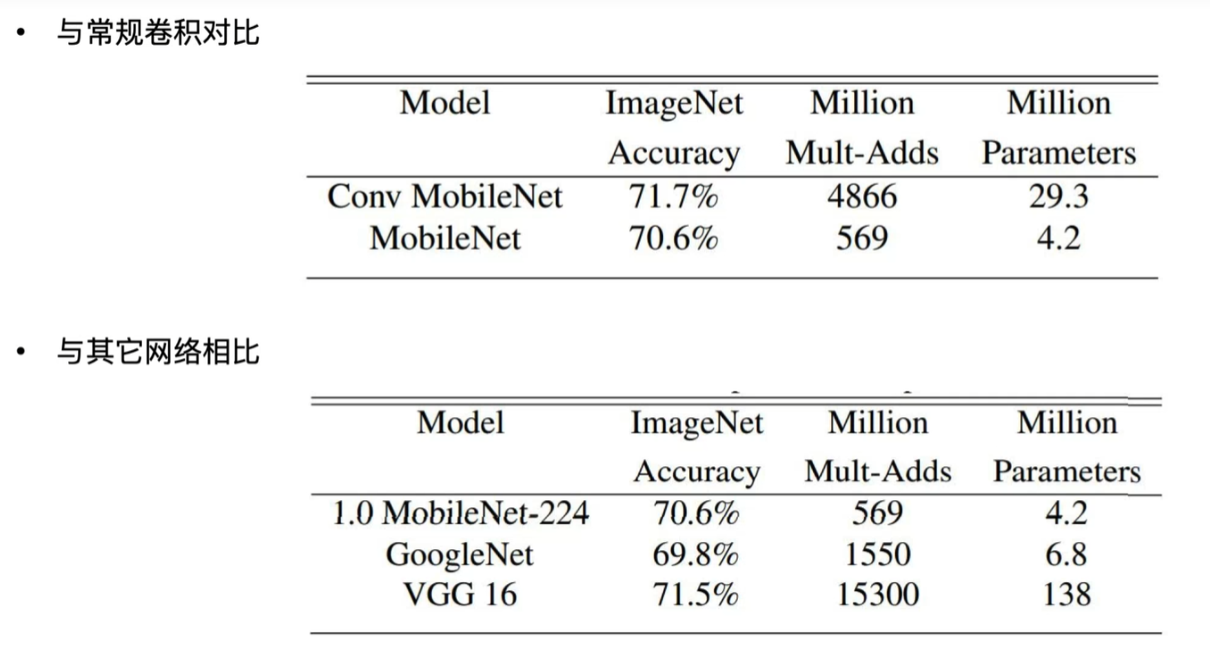 • 与常规卷积对比
Model ImageNet Million Million
Accuracy Mult-Adds Parameters
Conv MobileNet 71.7% 4866 29.3
MobileNet 70.6% 569 4.2
• 与其它网络相比
Model ImageNet Million Million
Accuracy Mult-Adds Parameters
1.0 MobileNet-224 70.6% 569 4.2
GoogleNet 69.8% 1550 6.8
VGG 16 71.5% 15300 138